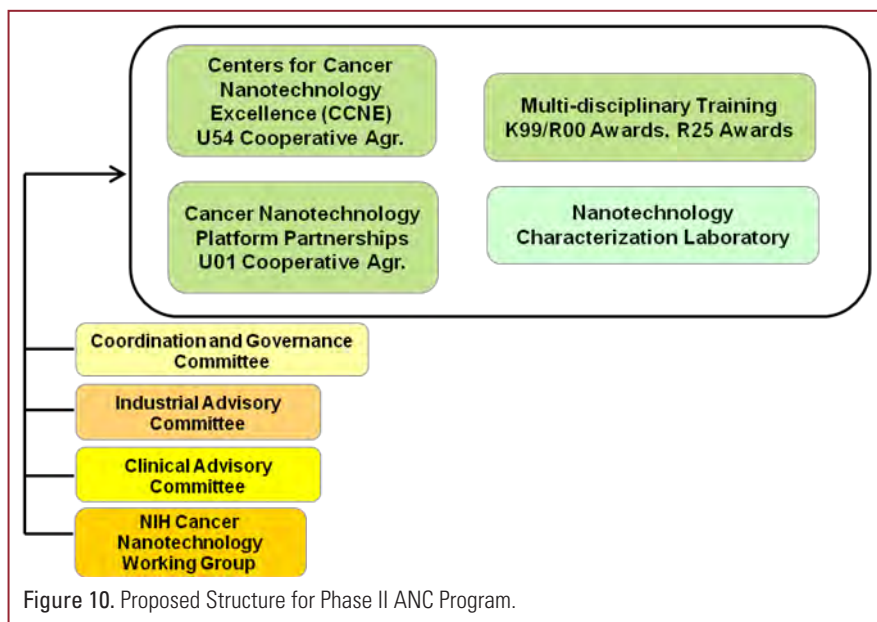 Centers for Cancer
Nanotechnology
Excellence (CCNE)
U54 Cooperative Agr.
Multi-disciplinary Training
K99/R00 Awards. R25 Awards
Cancer Nanotechnology
Platform Partnerships
U01 Cooperative Agr.
Nanotechnology
Characterization Laboratory
Coordination and Governance
Committee
Industrial Advisory
Committee
Clinical Advisory
Committee
NIH Cancer
Nanotechnology
Working Group
Figure 10. Proposed Structure for Phase II ANC Program.